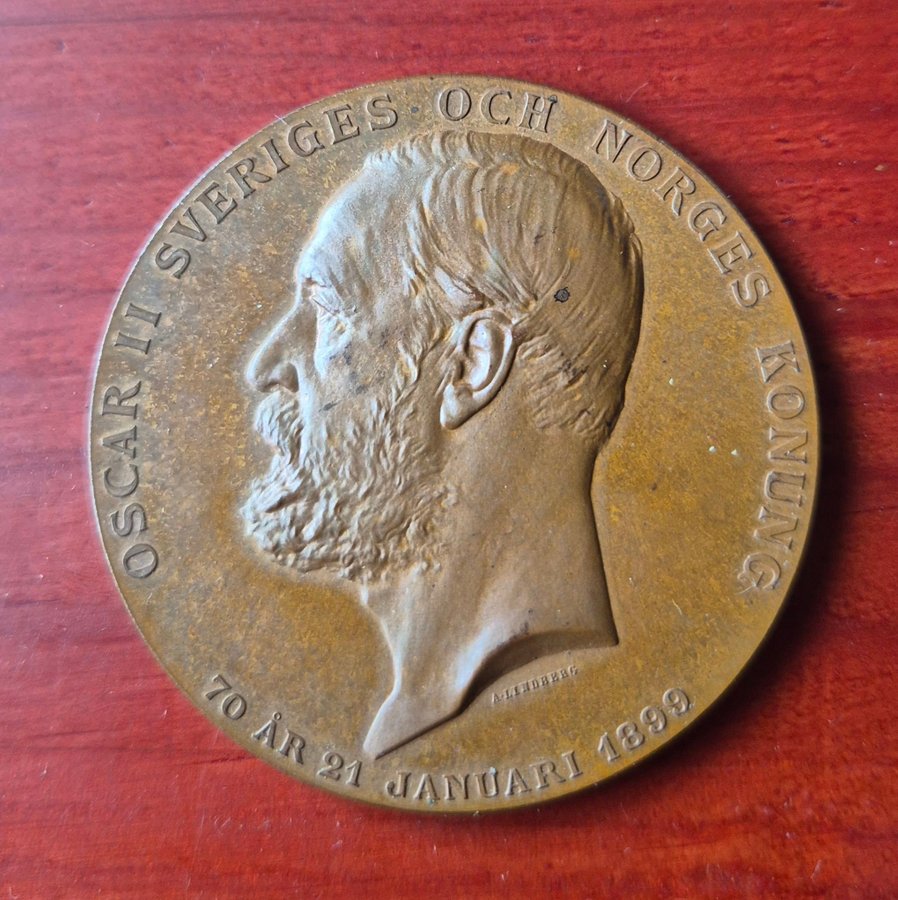 OSCAR II SVERIGES OCH NORGES KONUNG
A. LINDBERG
70 ÅR 21 JANUARI 1899